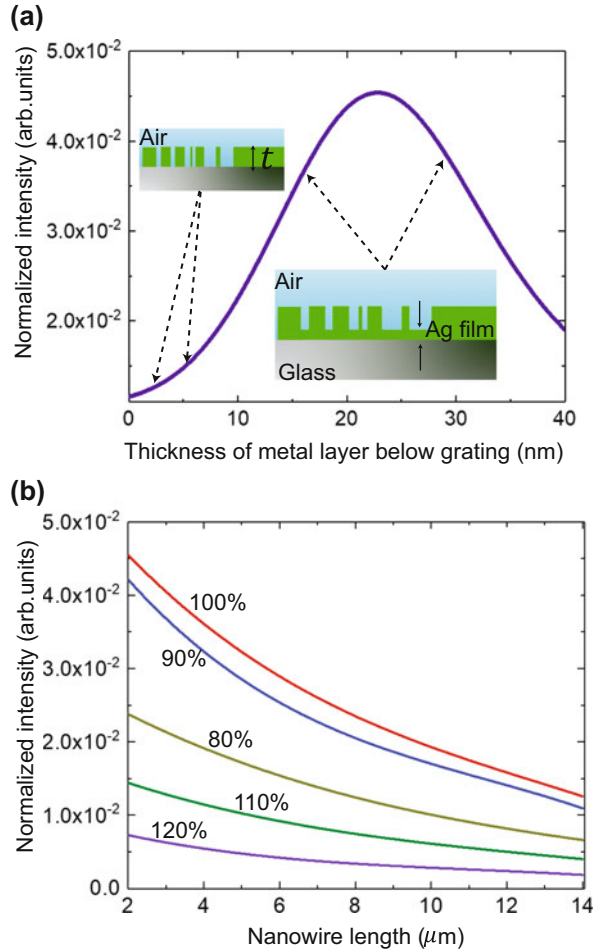 (a)
5.0x10⁻²
4.0x10⁻²
3.0x10⁻²
2.0x10⁻²
Normalized intensity (arb.units)
Air
t
Air
Ag film
Glass
0 10 20 30 40
Thickness of metal layer below grating (nm)
(b)
5.0x10⁻²
4.0x10⁻²
3.0x10⁻²
2.0x10⁻²
1.0x10⁻²
0.0
Normalized intensity (arb.units)
100%
90%
80%
110%
120%
2 4 6 8 10 12 14
Nanowire length (μm)